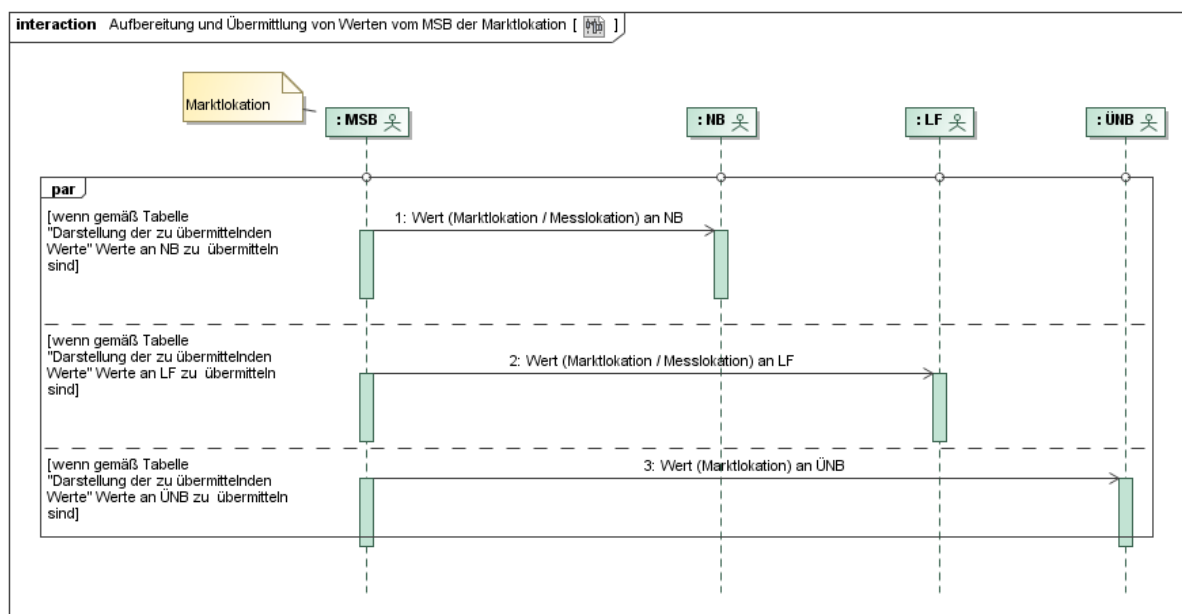 interaction Aufbereitung und Übermittlung von Werten vom MSB der Marktlokation [ ]
Marktlokation
: MSB
: NB
: LF
: ÜNB
par
[wenn gemäß Tabelle
"Darstellung der zu übermittelnden
Werte" Werte an NB zu übermitteln
sind]
1: Wert (Marktlokation / Messlokation) an NB
[wenn gemäß Tabelle
"Darstellung der zu übermittelnden
Werte" Werte an LF zu übermitteln
sind]
2: Wert (Marktlokation / Messlokation) an LF
[wenn gemäß Tabelle
"Darstellung der zu übermittelnden
Werte" Werte an ÜNB zu übermitteln
sind]
3: Wert (Marktlokation) an ÜNB